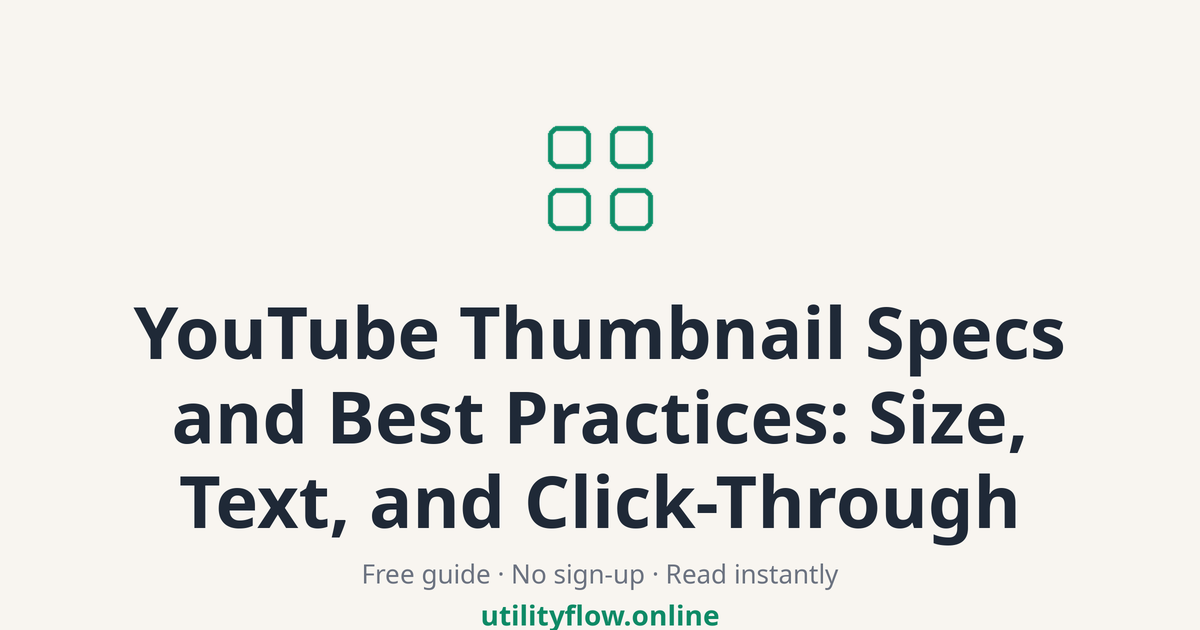 YouTube Thumbnail Specs
and Best Practices: Size,
Text, and Click-Through
Free guide · No sign-up · Read instantly
utilityflow.online